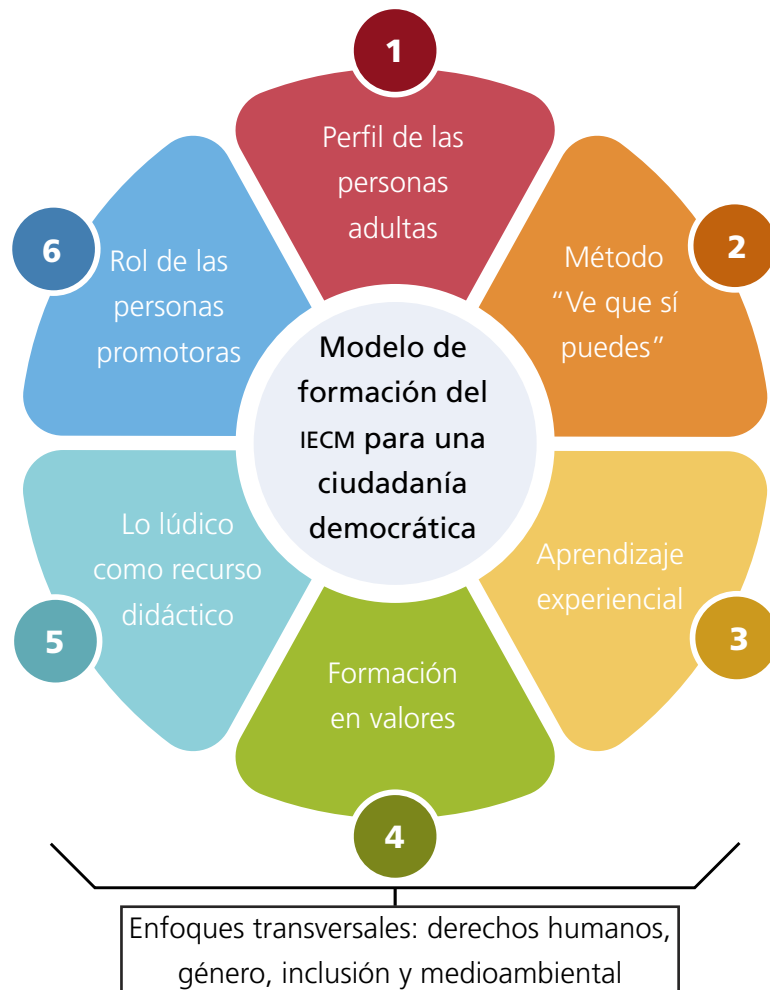 1
Perfil de las
personas
adultas
2
Método
“Ve que sí
puedes”
3
Aprendizaje
experiencial
4
Formación
en valores
5
Lo lúdico
como recurso
didáctico
6
Rol de las
personas
promotoras
Modelo de
formación del
IECM para una
ciudadanía
democrática
Enfoques transversales: derechos humanos,
género, inclusión y medioambiental